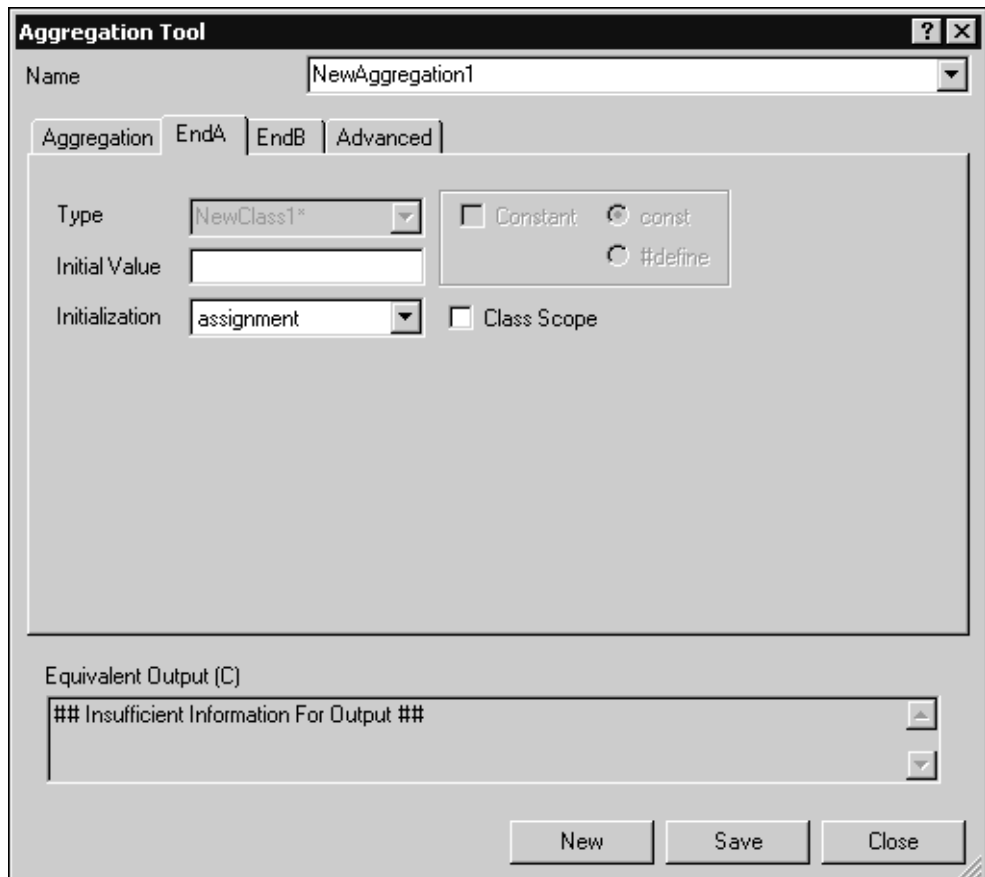 Aggregation Tool ? X
Name NewAggregation1
Aggregation EndA EndB Advanced
Type NewClass1* Constant const
#define
Initial Value
Initialization assignment Class Scope
Equivalent Output (C)
## Insufficient Information For Output ##
New Save Close